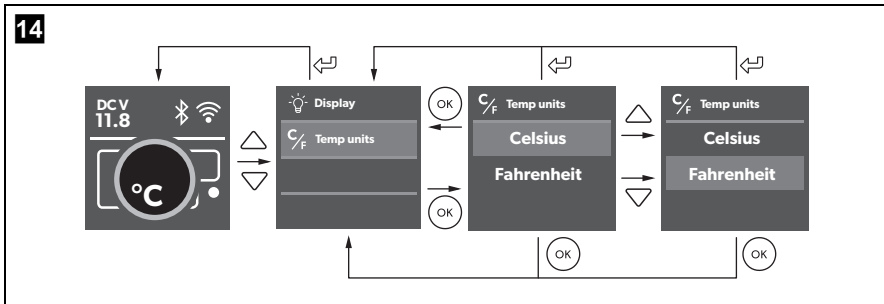 14
DC V
11.8
°C
Display
C/F Temp units
OK
OK
C/F Temp units
Celsius
Fahrenheit
OK
C/F Temp units
Celsius
Fahrenheit
OK